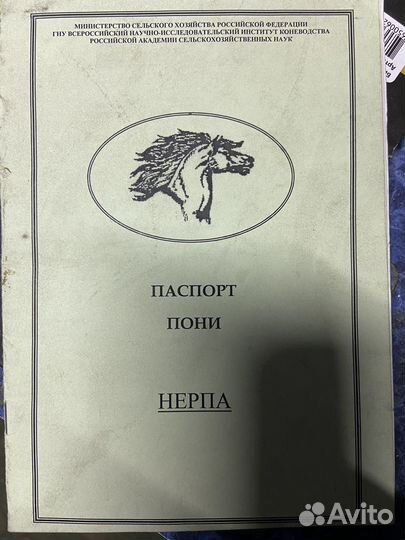 МИНИСТЕРСТВО СЕЛЬСКОГО ХОЗЯЙСТВА РОССИЙСКОЙ ФЕДЕРАЦИИ
ГНУ ВСЕРОССИЙСКИЙ НАУЧНО-ИССЛЕДОВАТЕЛЬСКИЙ ИНСТИТУТ КОНЕВОДСТВА
РОССИЙСКОЙ АКАДЕМИИ СЕЛЬСКОХОЗЯЙСТВЕННЫХ НАУК
ПАСПОРТ
ПОНИ
НЕРПА
Avito